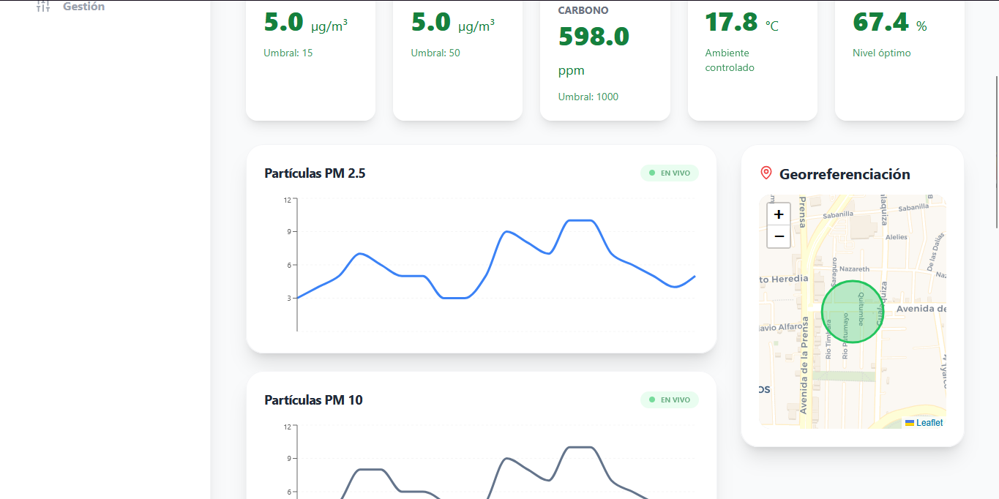 Gestión
5.0 µg/m³
Umbral: 15
5.0 µg/m³
Umbral: 50
CARBONO
598.0
ppm
Umbral: 1000
17.8 °C
Ambiente
controlado
67.4 %
Nivel óptimo
Partículas PM 2.5
EN VIVO
12
9
6
3
Georreferenciación
+
−
Prensa
Sabanilla
Sabanilla
Alelies
De las Dalias
Saraguro
Nazareth
to Heredia
Quitumbe
Avenida de
avio Alfaro
Rio Putumayo
Avenida de la Prensa
OS
Leaflet
Partículas PM 10
EN VIVO
12
9
6